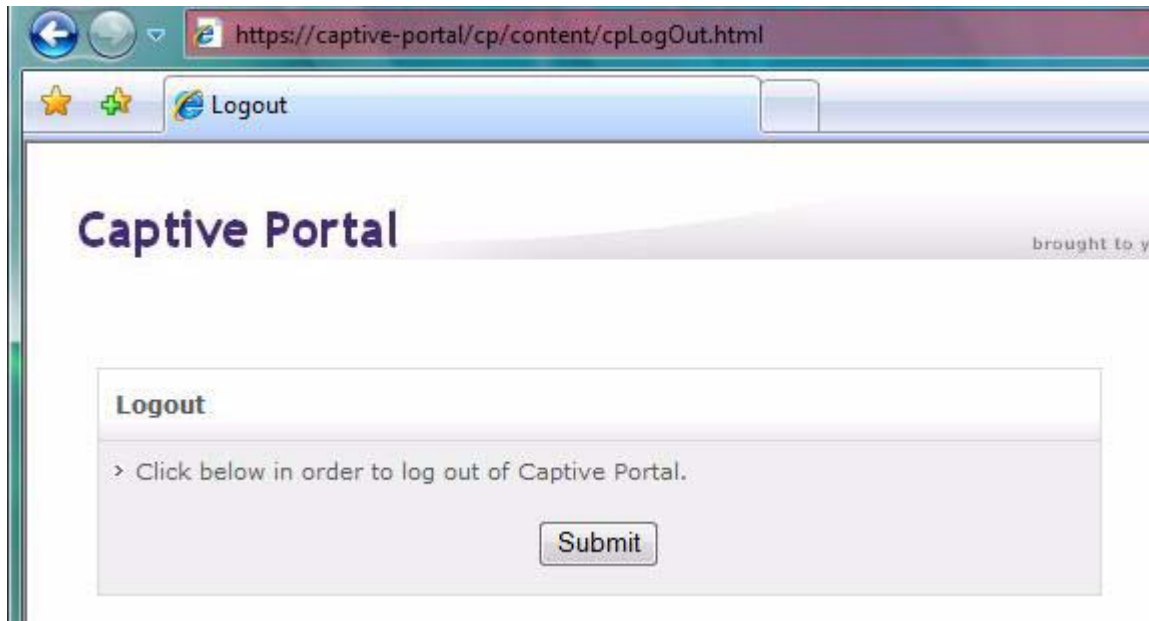 https://captive-portal/cp/content/cpLogOut.html
Logout
Captive Portal
brought to y
Logout
> Click below in order to log out of Captive Portal.
Submit